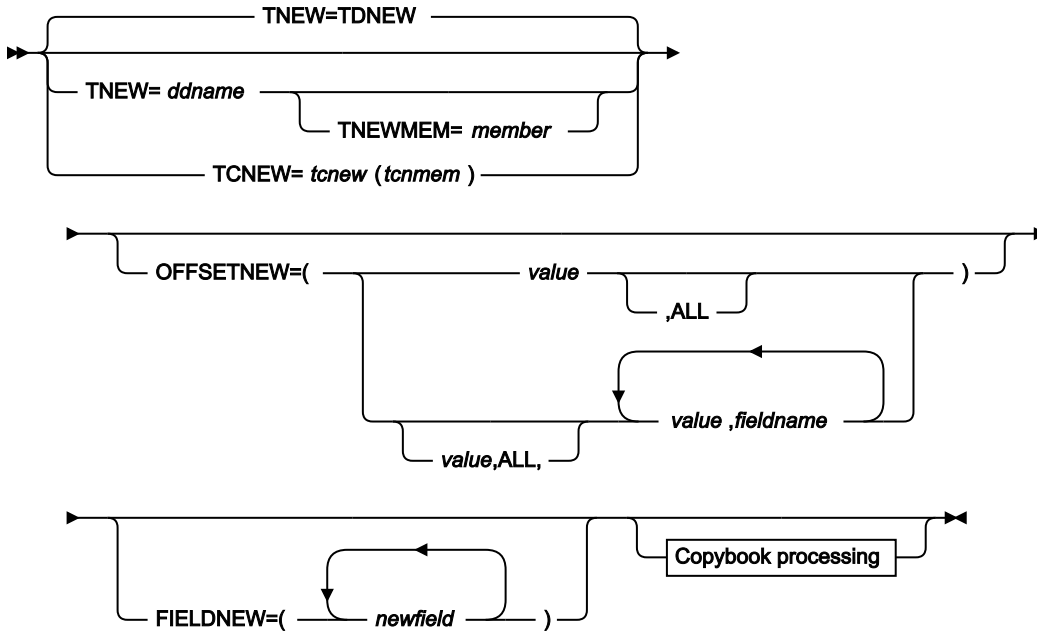 TNEW=TDNEW
TNEW= ddname
TNEWMEM= member
TCNEW= tcnew (tcnmem )
OFFSETNEW=( value )
,ALL
value ,fieldname
value,ALL,
Copybook processing
FIELDNEW=( newfield )